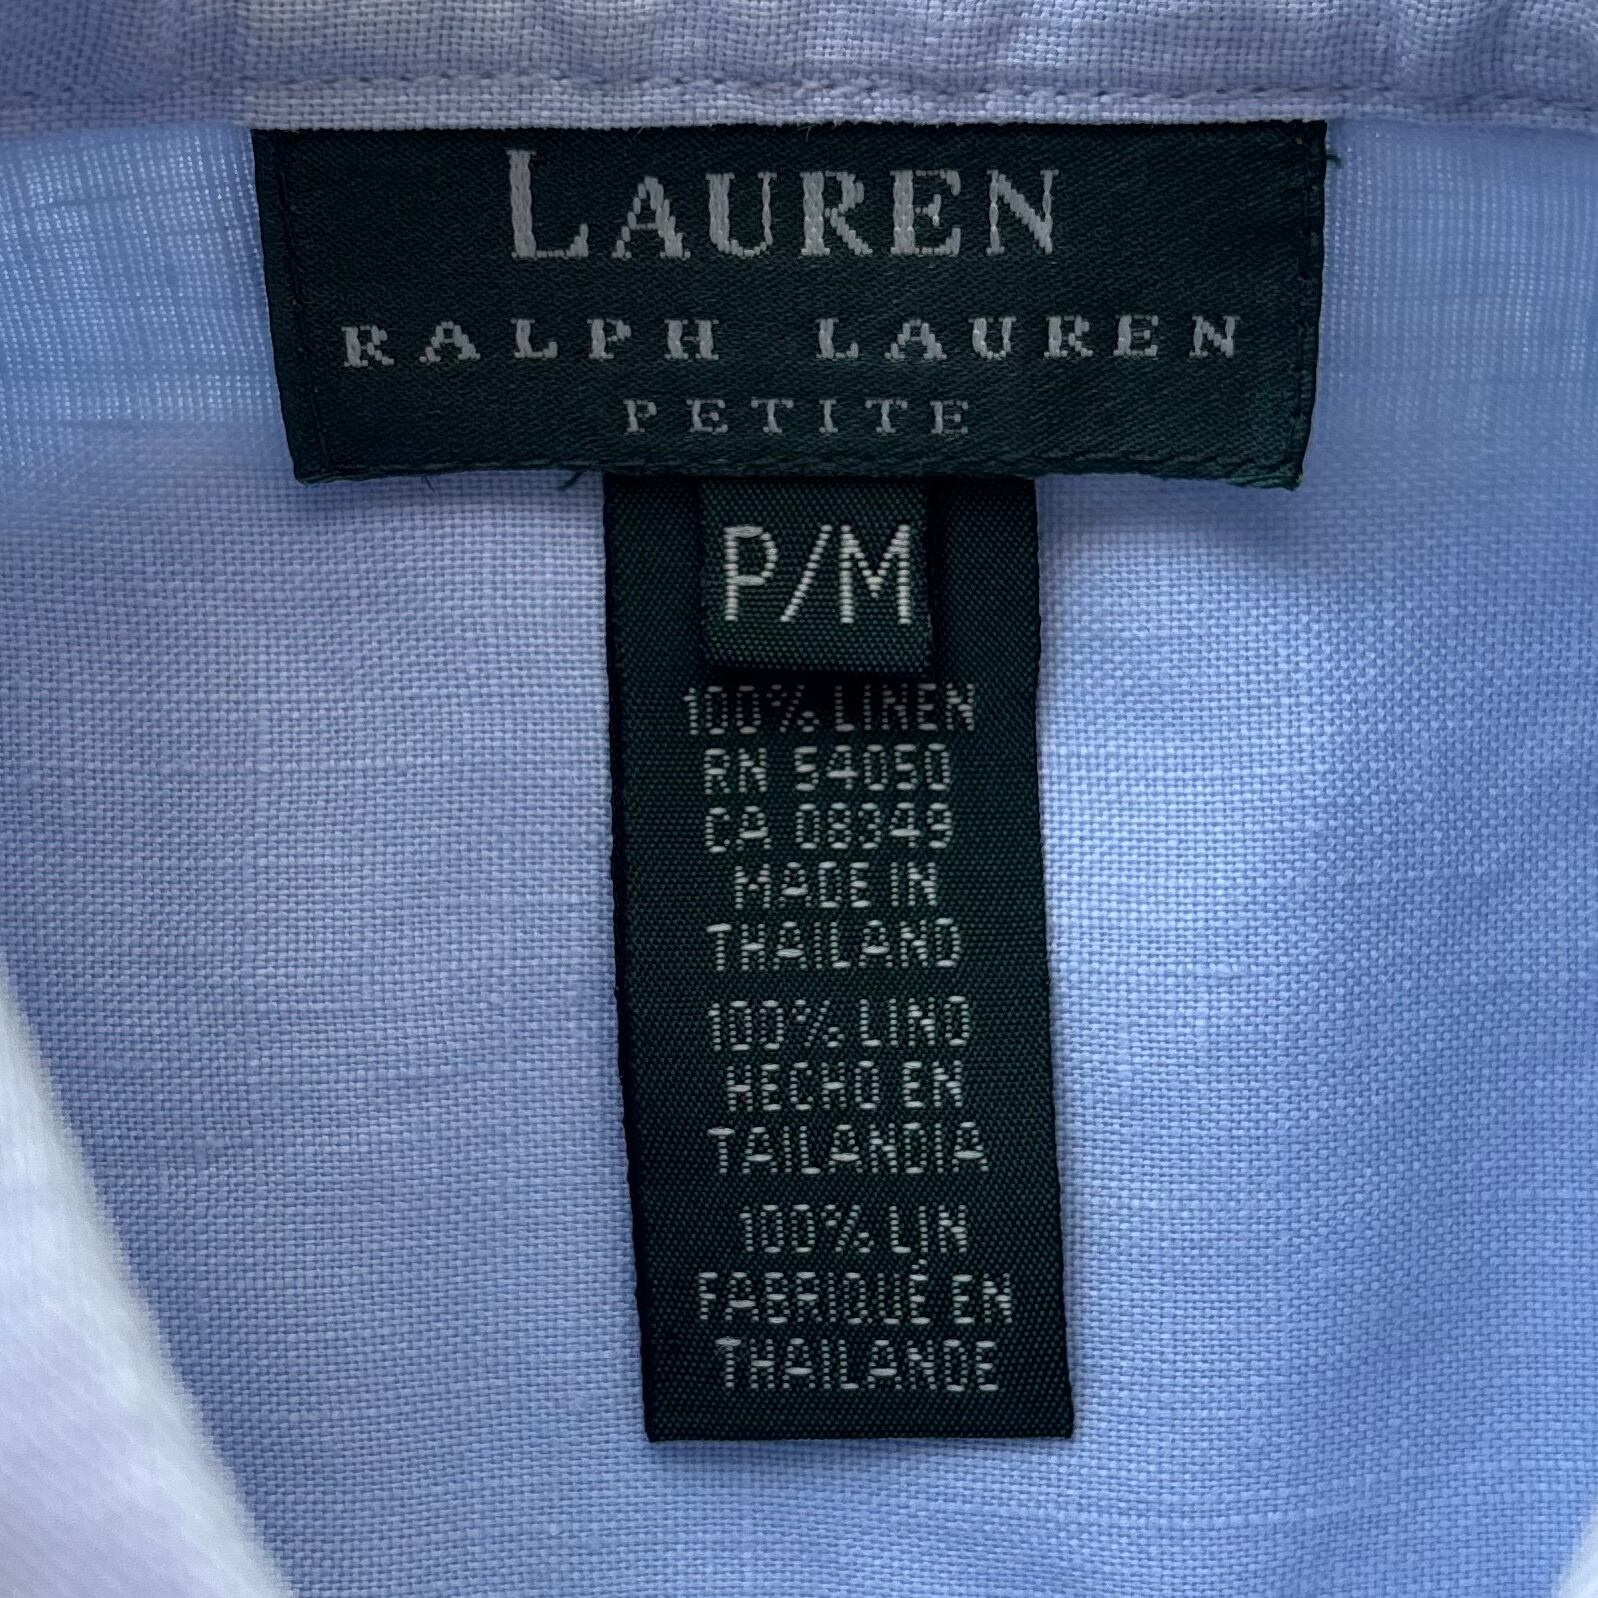 LAUREN
RALPH LAUREN
PETITE
P/M
100% LINEN
RN 54050
CA 08349
MADE IN
THAILAND
100% LINO
HECHO EN
TAILANDIA
100% LIN
FABRIQUÉ EN
THAILANDE